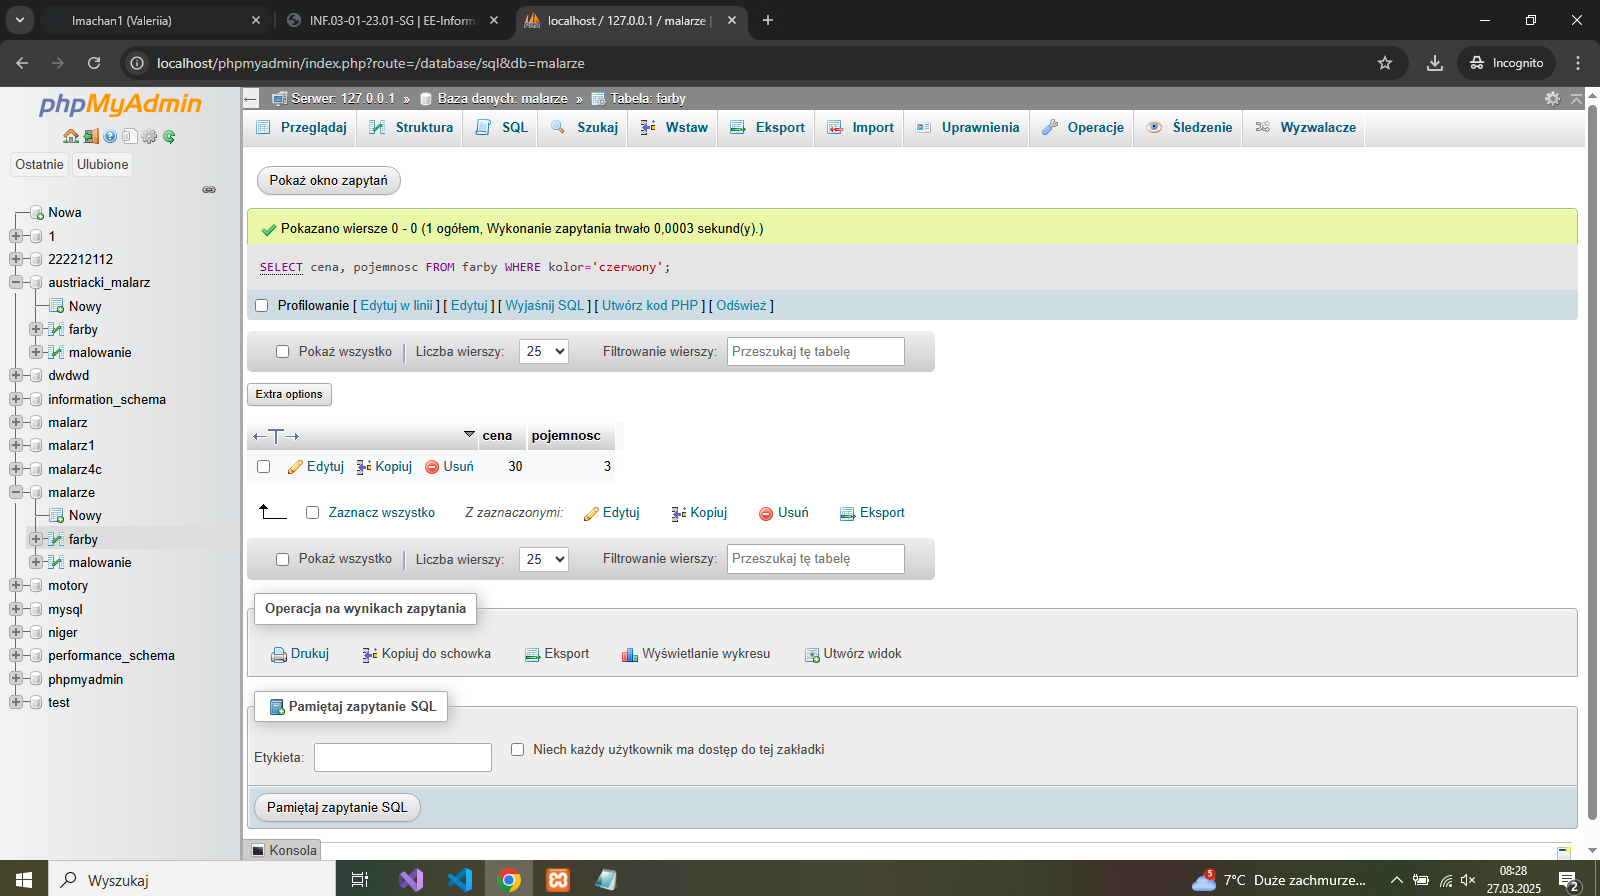 Imachan1 (Valeriia)
INF.03-01-23.01-SG | EE-Inform
localhost / 127.0.0.1 / malarze |
localhost/phpmyadmin/index.php?route=/database/sql&db=malarze
Incognito
phpMyAdmin
Ostatnie
Ulubione
Nowa
1
222212112
austriacki_malarz
Nowy
farby
malowanie
dwdwd
information_schema
malarz
malarz1
malarz4c
malarze
Nowy
farby
malowanie
motory
mysql
niger
performance_schema
phpmyadmin
test
Serwer: 127.0.0.1 » Baza danych: malarze » Tabela: farby
Przeglądaj Struktura SQL Szukaj Wstaw Eksport Import Uprawnienia Operacje Śledzenie Wyzwalacze
Pokaż okno zapytań
Pokazano wiersze 0 - 0 (1 ogółem, Wykonanie zapytania trwało 0,0003 sekund(y).)
SELECT cena, pojemnosc FROM farby WHERE kolor='czerwony';
Profilowanie [ Edytuj w linii ] [ Edytuj ] [ Wyjaśnij SQL ] [ Utwórz kod PHP ] [ Odśwież ]
Pokaż wszystko | Liczba wierszy: 25 Filtrowanie wierszy: Przeszukaj tę tabelę
Extra options
←T→ cena pojemnosc
Edytuj Kopiuj Usuń 30 3
Zaznacz wszystko Z zaznaczonymi: Edytuj Kopiuj Usuń Eksport
Pokaż wszystko | Liczba wierszy: 25 Filtrowanie wierszy: Przeszukaj tę tabelę
Operacja na wynikach zapytania
Drukuj Kopiuj do schowka Eksport Wyświetlanie wykresu Utwórz widok
Pamiętaj zapytanie SQL
Etykieta: Niech każdy użytkownik ma dostęp do tej zakładki
Pamiętaj zapytanie SQL
Konsola
Wyszukaj
5
7°C Duże zachmurze...
08:28
27.03.2025
2